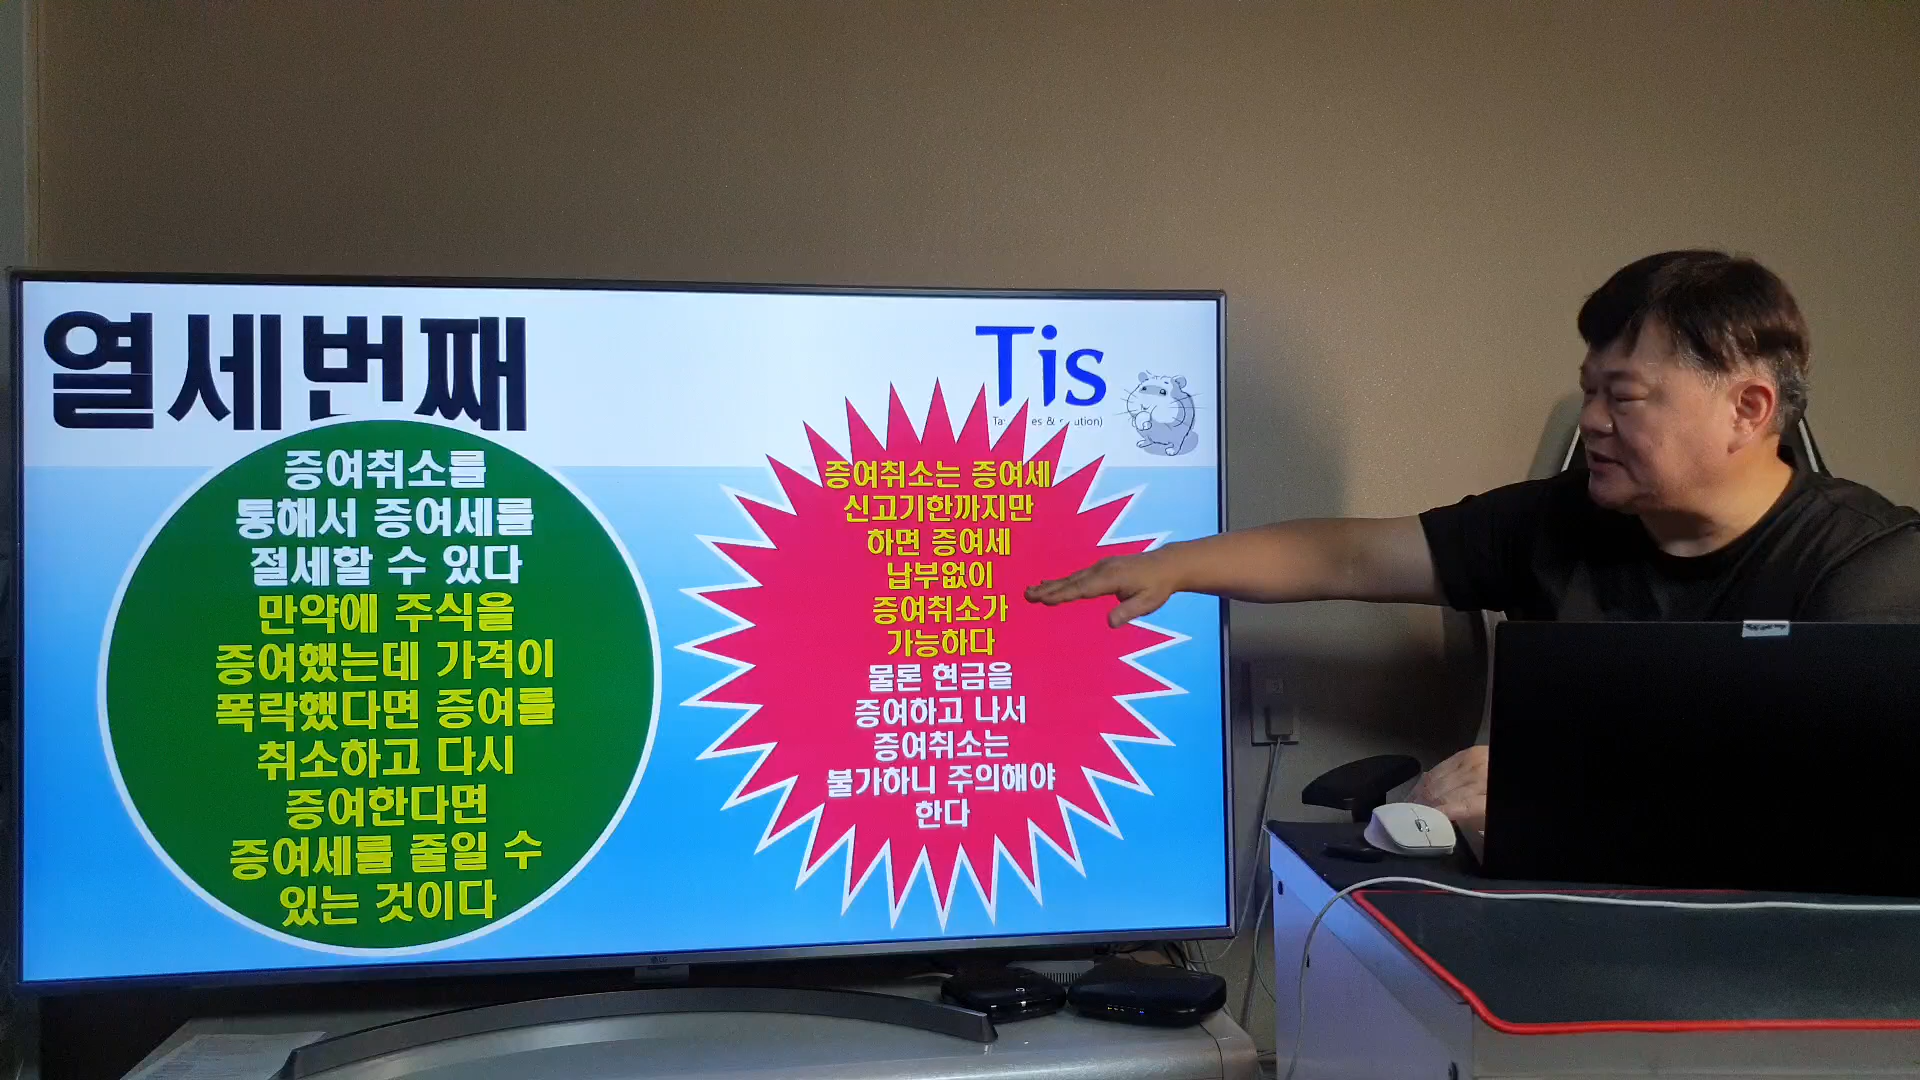 열세번째
Tis
증여취소를
통해서 증여세를
절세할 수 있다
만약에 주식을
증여했는데 가격이
폭락했다면 증여를
취소하고 다시
증여한다면
증여세를 줄일 수
있는 것이다
증여취소는 증여세
신고기한까지만
하면 증여세
납부없이
증여취소가
가능하다
물론 현금을
증여하고 나서
증여취소는
불가하니 주의해야
한다
LG